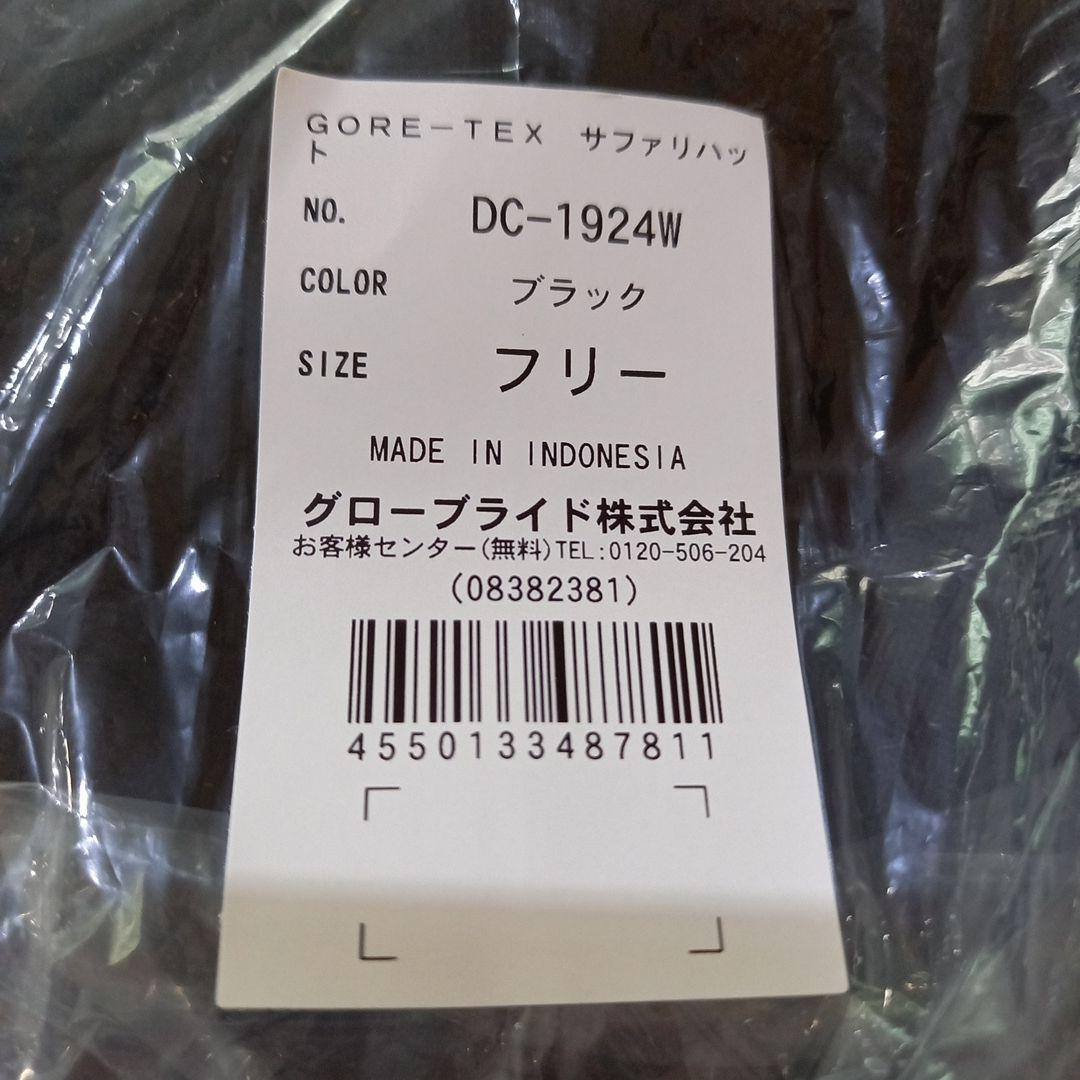 GORE-TEX サファリハッ
ト
NO. DC-1924W
COLOR ブラック
SIZE フリー
MADE IN INDONESIA
グローブライド株式会社
お客様センター(無料)TEL:0120-506-204
(08382381)
4550133487811